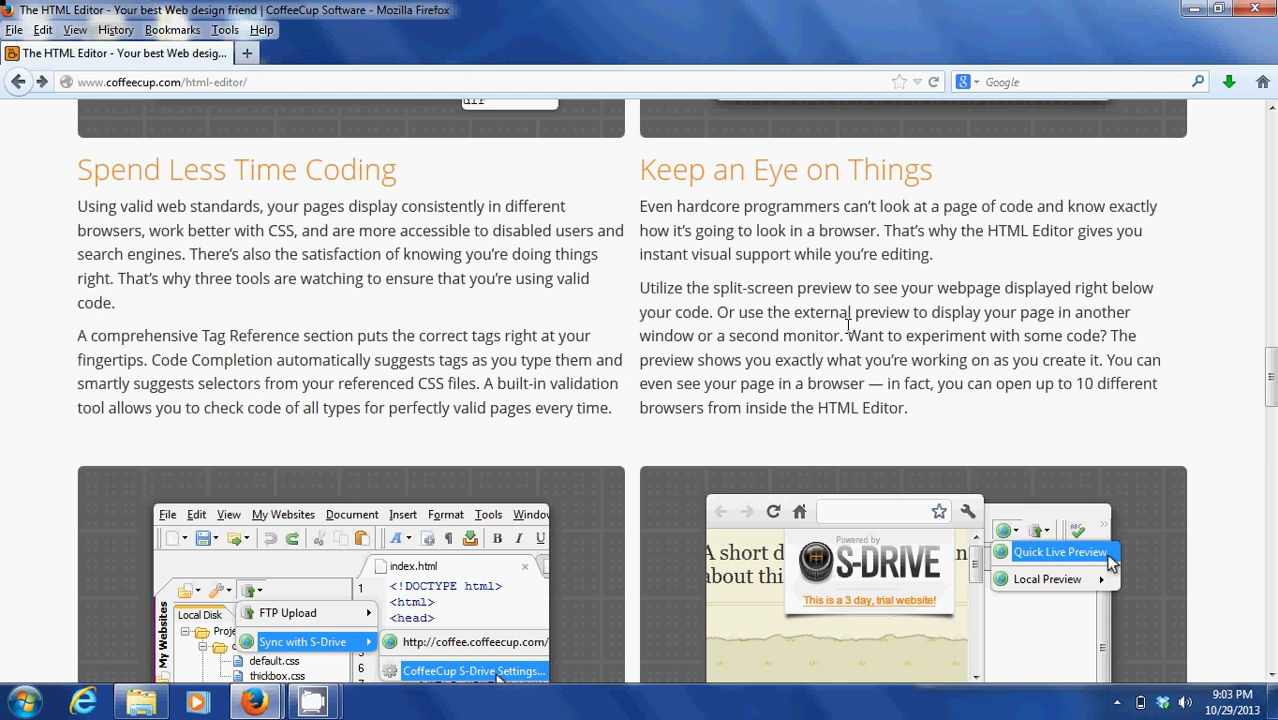 The HTML Editor - Your best Web design friend | CoffeeCup Software - Mozilla Firefox
File Edit View History Bookmarks Tools Help
The HTML Editor - Your best Web desig...
www.coffeecup.com/html-editor/
Google
dir
Spend Less Time Coding
Using valid web standards, your pages display consistently in different
browsers, work better with CSS, and are more accessible to disabled users and
search engines. There's also the satisfaction of knowing you're doing things
right. That's why three tools are watching to ensure that you're using valid
code.
A comprehensive Tag Reference section puts the correct tags right at your
fingertips. Code Completion automatically suggests tags as you type them and
smartly suggests selectors from your referenced CSS files. A built-in validation
tool allows you to check code of all types for perfectly valid pages every time.
Keep an Eye on Things
Even hardcore programmers can't look at a page of code and know exactly
how it's going to look in a browser. That's why the HTML Editor gives you
instant visual support while you're editing.
Utilize the split-screen preview to see your webpage displayed right below
your code. Or use the external preview to display your page in another
window or a second monitor. Want to experiment with some code? The
preview shows you exactly what you're working on as you create it. You can
even see your page in a browser — in fact, you can open up to 10 different
browsers from inside the HTML Editor.
File Edit View My Websites Document Insert Format Tools Window
A B I U
index.html
My Websites
Local Disk
Proje
default.css
thickbox.css
FTP Upload
Sync with S-Drive
http://coffee.coffeecup.com/
CoffeeCup S-Drive Settings...
1 <!DOCTYPE html>
<html>
<head>
6
7
8
A short d
about thi
Powered by
S-DRIVE
This is a 3 day, trial website!
n
ABC
Quick Live Preview
Local Preview
9:03 PM
10/29/2013